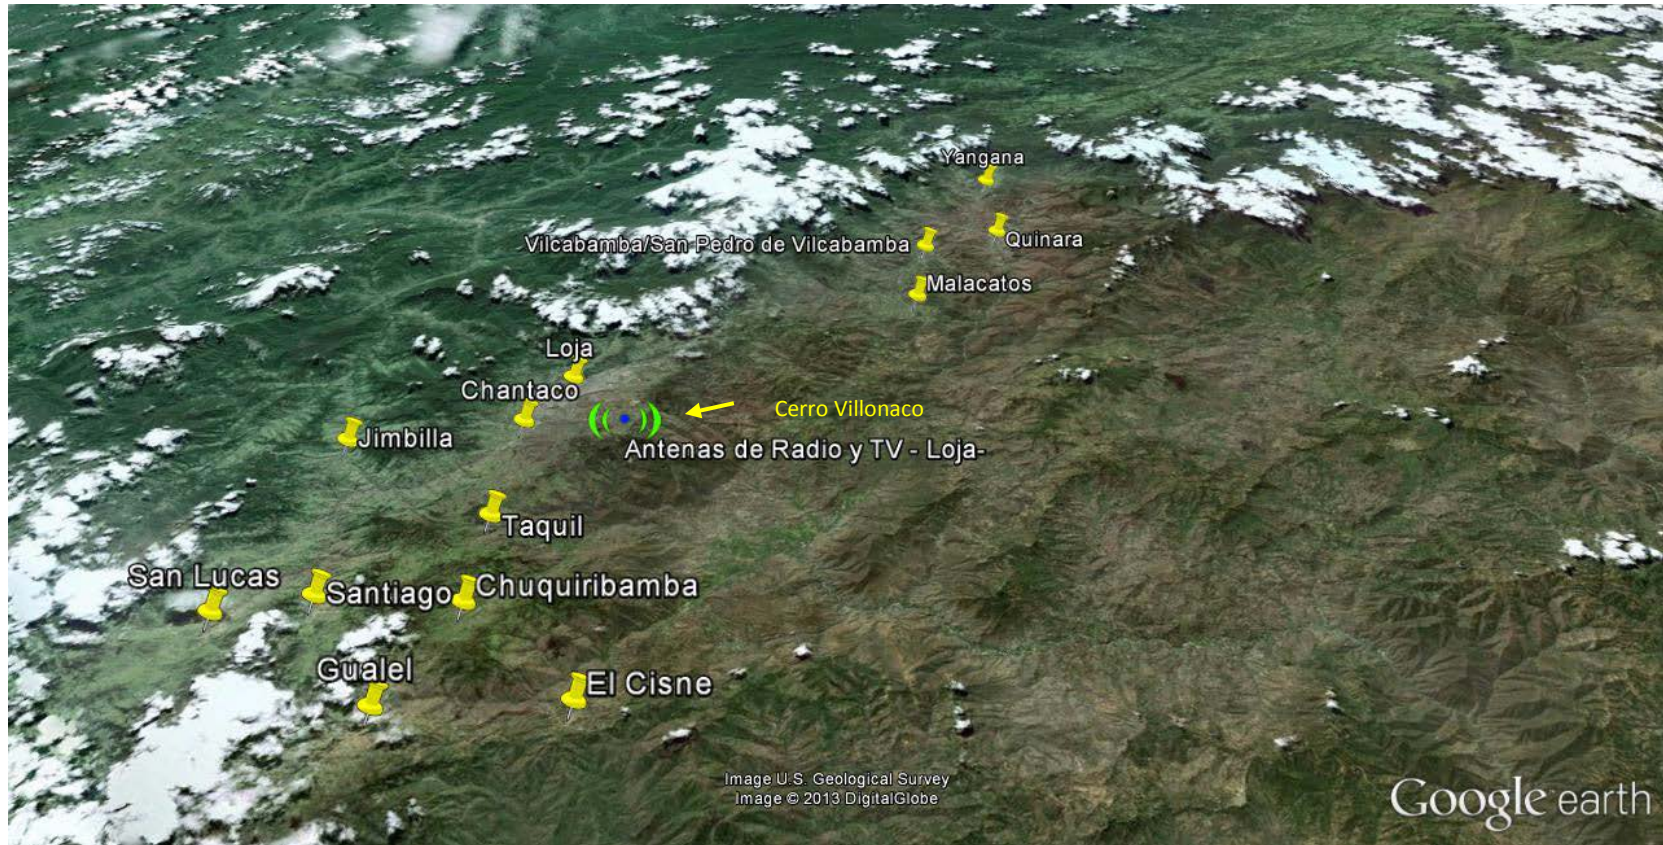 Yangana
Quinara
Vilcabamba/San Pedro de Vilcabamba
Malacatos
Loja
Chantaco
Cerro Villonaco
Jimbilla
Antenas de Radio y TV - Loja-
Taquil
San Lucas
Santiago
Chuquiribamba
Gualel
El Cisne
Image U.S. Geological Survey
Image © 2013 DigitalGlobe
Google earth